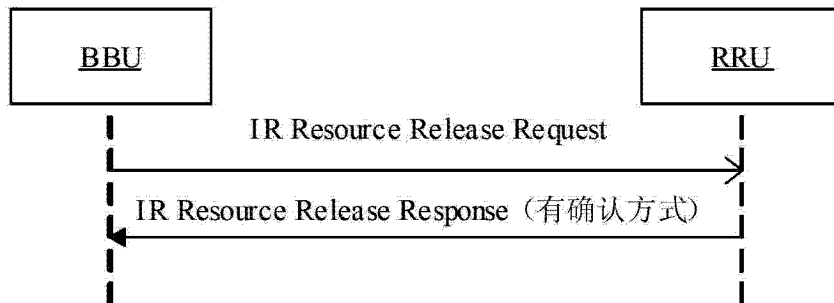 BBU
RRU
IR Resource Release Request
IR Resource Release Response（有确认方式）